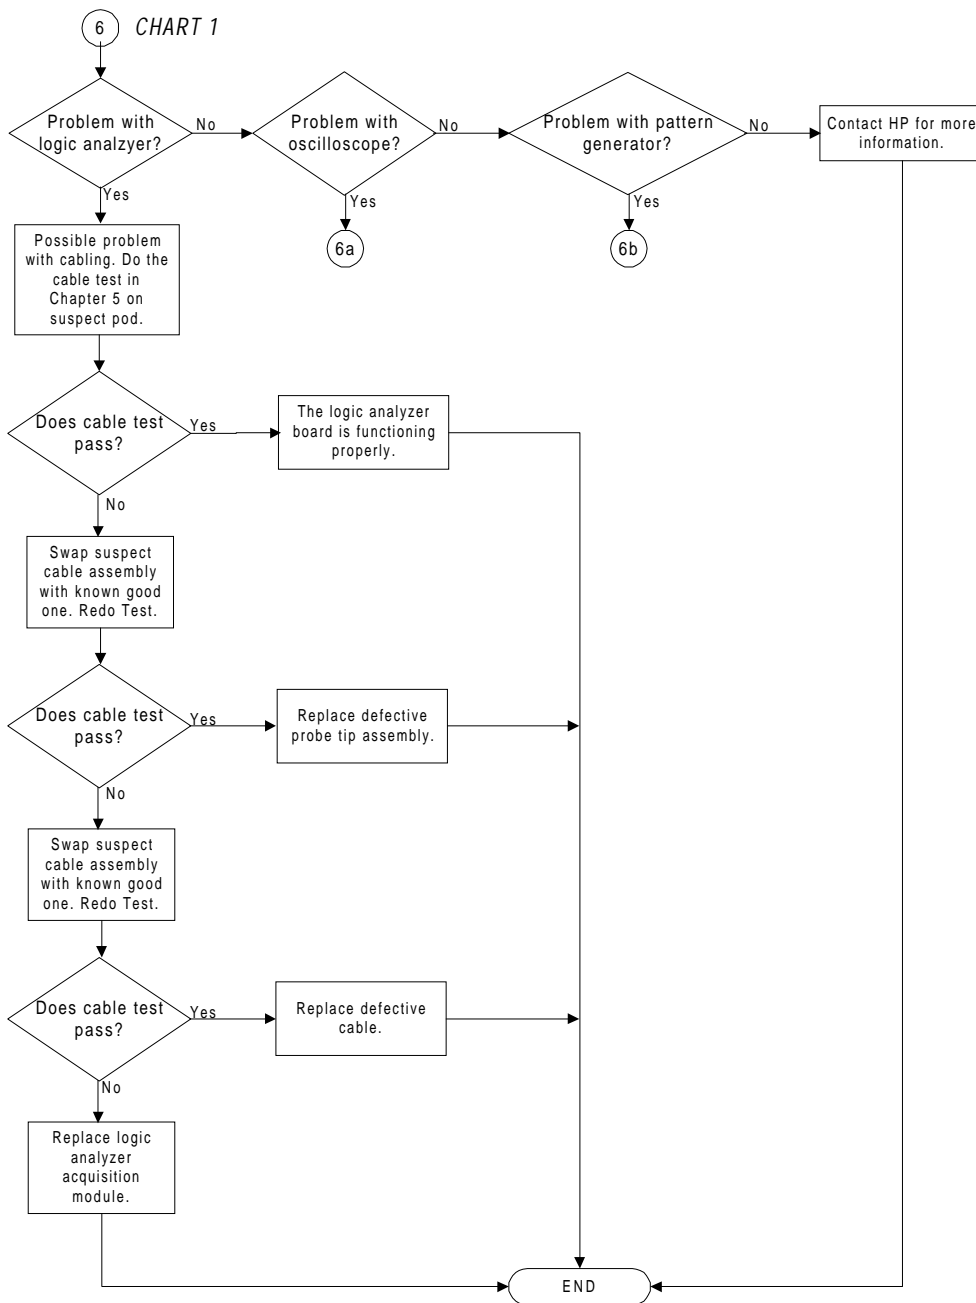 6 CHART 1
Problem with
logic analzyer?
No
Problem with
oscilloscope?
No
Problem with pattern
generator?
No
Contact HP for more
information.
Yes
Yes
Yes
6a
6b
Possible problem
with cabling. Do the
cable test in
Chapter 5 on
suspect pod.
Does cable test
pass?
Yes
The logic analyzer
board is functioning
properly.
No
Swap suspect
cable assembly
with known good
one. Redo Test.
Does cable test
pass?
Yes
Replace defective
probe tip assembly.
No
Swap suspect
cable assembly
with known good
one. Redo Test.
Does cable test
pass?
Yes
Replace defective
cable.
No
Replace logic
analyzer
acquisition
module.
END